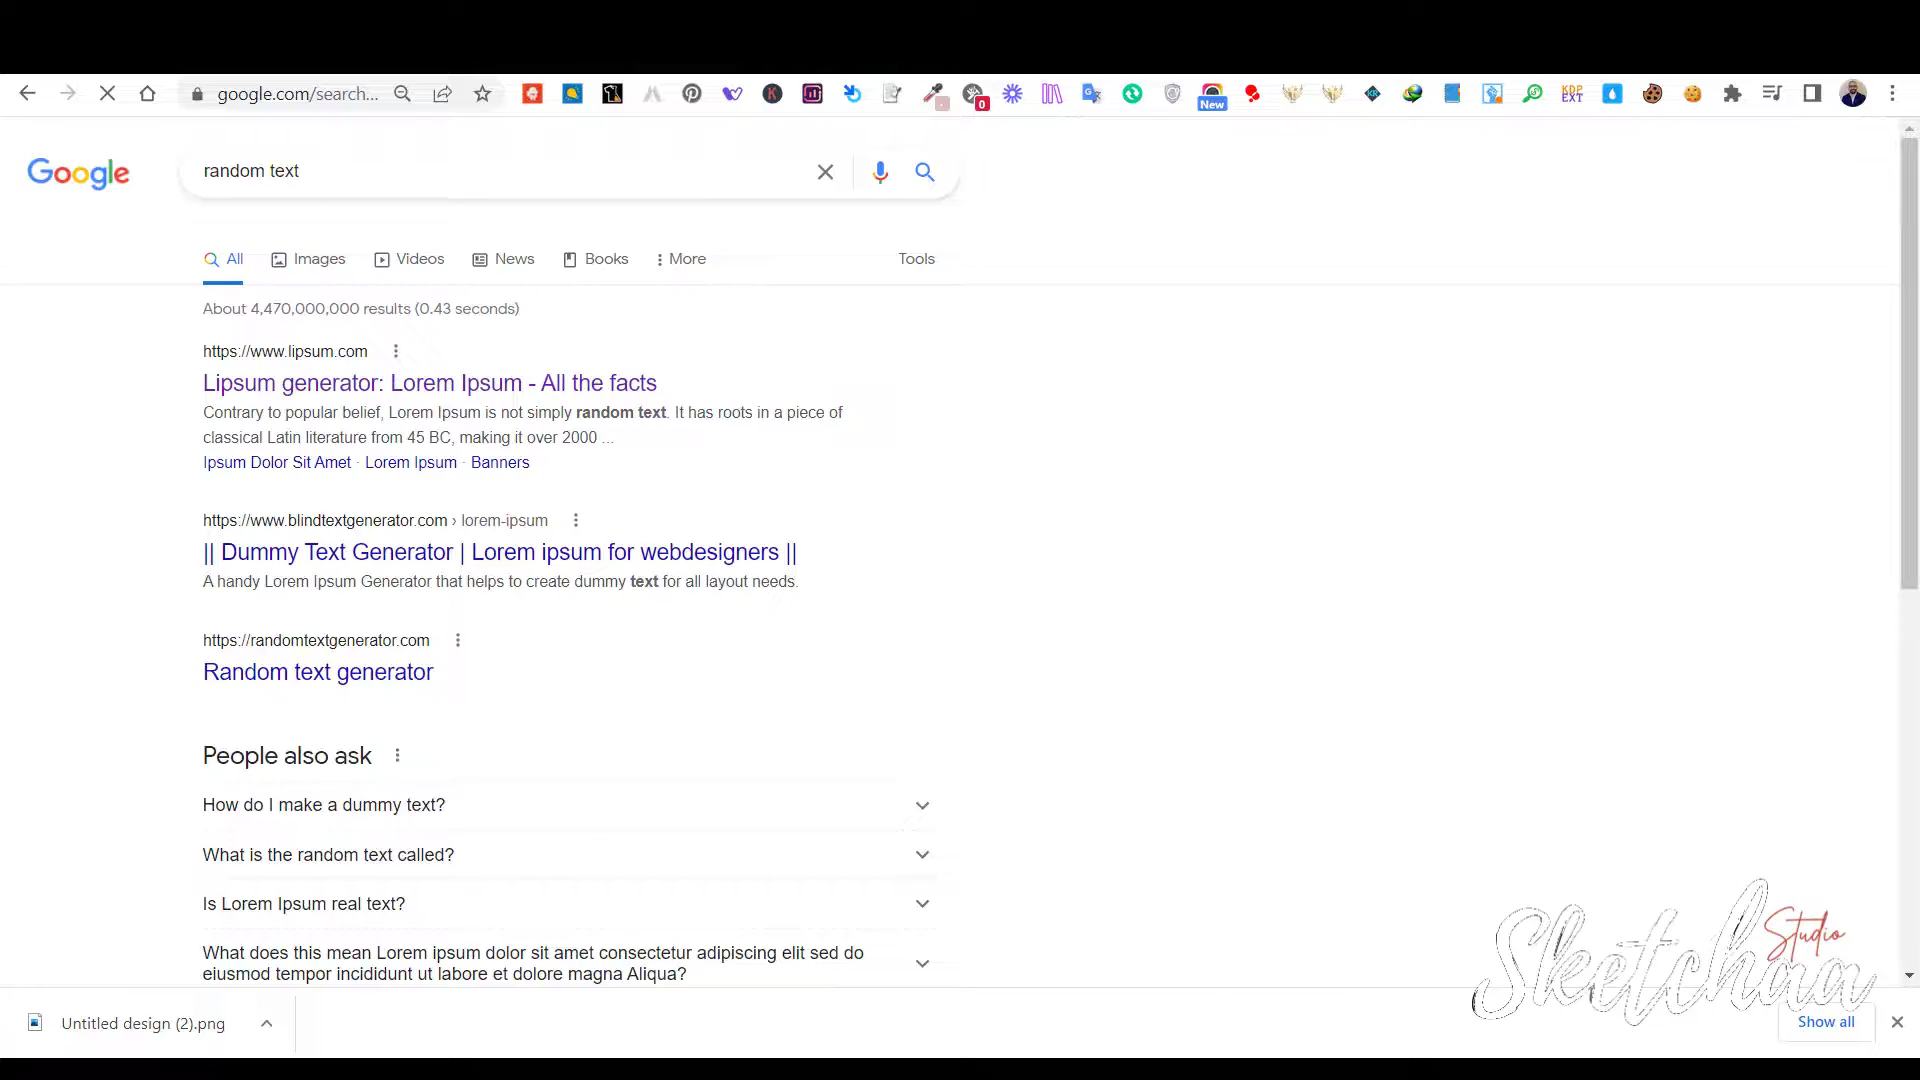 google.com/search...
0
New
KDP
EXT
Google
random text
All
Images
Videos
News
Books
More
Tools
About 4,470,000,000 results (0.43 seconds)
https://www.lipsum.com
Lipsum generator: Lorem Ipsum - All the facts
Contrary to popular belief, Lorem Ipsum is not simply random text. It has roots in a piece of
classical Latin literature from 45 BC, making it over 2000 ...
Ipsum Dolor Sit Amet · Lorem Ipsum · Banners
https://www.blindtextgenerator.com › lorem-ipsum
|| Dummy Text Generator | Lorem ipsum for webdesigners ||
A handy Lorem Ipsum Generator that helps to create dummy text for all layout needs.
https://randomtextgenerator.com
Random text generator
People also ask
How do I make a dummy text?
What is the random text called?
Is Lorem Ipsum real text?
What does this mean Lorem ipsum dolor sit amet consectetur adipiscing elit sed do
eiusmod tempor incididunt ut labore et dolore magna Aliqua?
Studio
Sketchaa
Untitled design (2).png
Show all